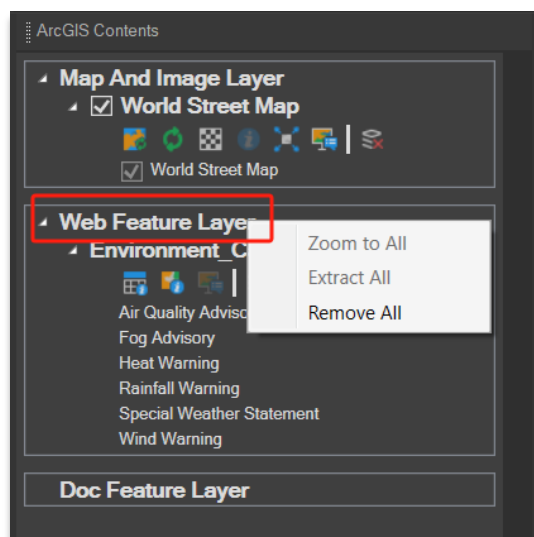 ArcGIS Contents
Map And Image Layer
World Street Map
World Street Map
Web Feature Layer
Zoom to All
Environment_C
Extract All
Air Quality Adviso
Remove All
Fog Advisory
Heat Warning
Rainfall Warning
Special Weather Statement
Wind Warning
Doc Feature Layer